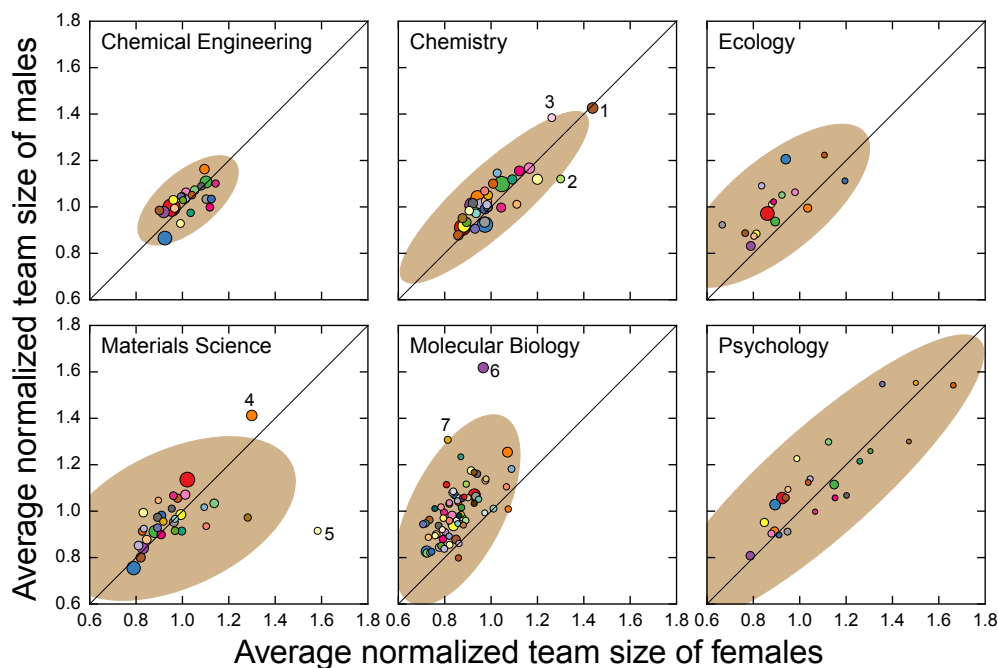 Average normalized team size of males
1.8
1.6
1.4
1.2
1.0
0.8
0.6
Chemical Engineering
Chemistry
3
1
2
Ecology
1.8
1.6
1.4
1.2
1.0
0.8
0.6
Materials Science
4
5
Molecular Biology
6
7
Psychology
0.6 0.8 1.0 1.2 1.4 1.6 1.8
0.6 0.8 1.0 1.2 1.4 1.6 1.8
0.6 0.8 1.0 1.2 1.4 1.6 1.8
Average normalized team size of females